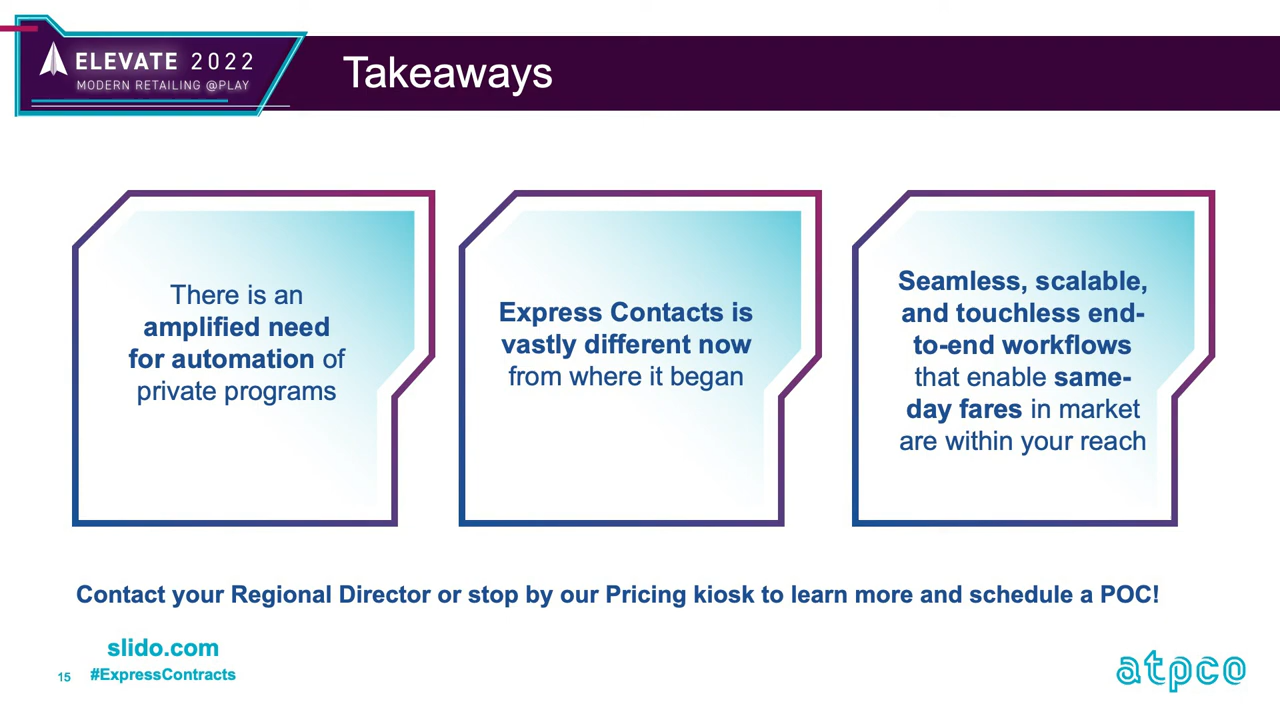 ELEVATE 2022
MODERN RETAILING @PLAY
Takeaways
There is an
amplified need
for automation of
private programs
Express Contacts is
vastly different now
from where it began
Seamless, scalable,
and touchless end-
to-end workflows
that enable same-
day fares in market
are within your reach
Contact your Regional Director or stop by our Pricing kiosk to learn more and schedule a POC!
slido.com
15 #ExpressContracts
atpco